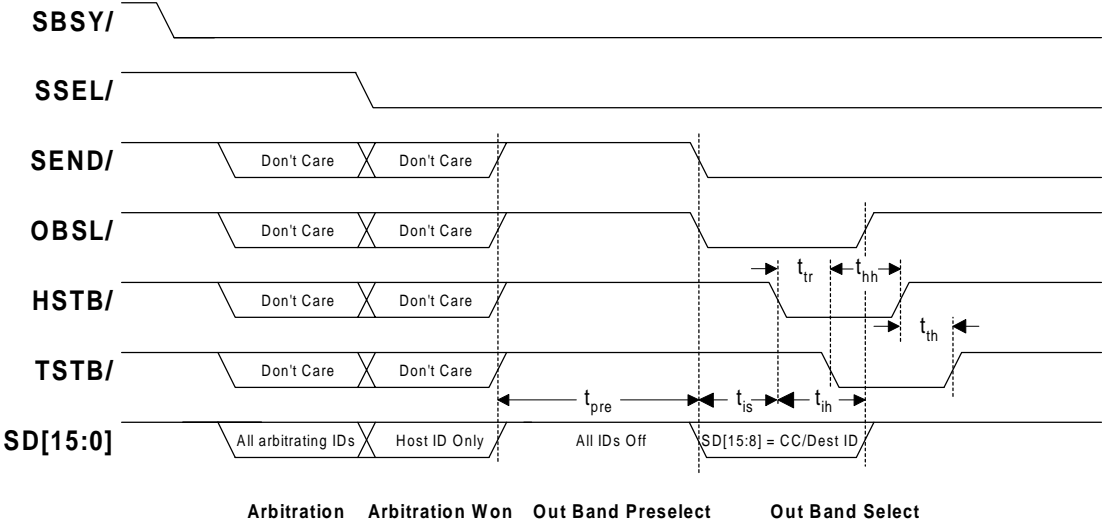 SBSY/
SSEL/
SEND/ Don't Care Don't Care
OBSL/ Don't Care Don't Care
t_tr t_hh
HSTB/ Don't Care Don't Care
t_th
TSTB/ Don't Care Don't Care
t_pre t_is t_ih
SD[15:0] All arbitrating IDs Host ID Only All IDs Off SD[15:8] = CC/Dest ID
Arbitration Arbitration Won Out Band Preselect Out Band Select